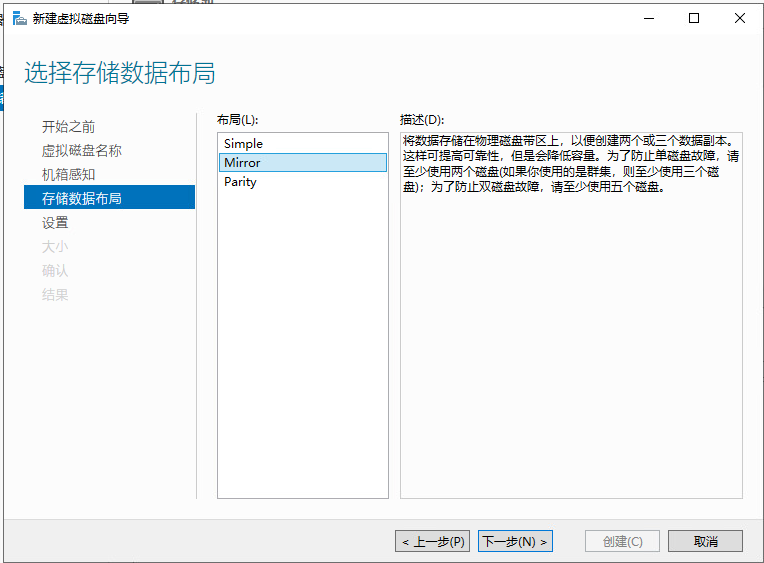 新建虚拟磁盘向导
选择存储数据布局
开始之前
虚拟磁盘名称
机箱感知
存储数据布局
设置
大小
确认
结果
布局(L):
Simple
Mirror
Parity
描述(D):
将数据存储在物理磁盘带区上，以便创建两个或三个数据副本。
这样可提高可靠性，但是会降低容量。为了防止单磁盘故障，请
至少使用两个磁盘(如果你使用的是群集，则至少使用三个磁
盘)；为了防止双磁盘故障，请至少使用五个磁盘。
< 上一步(P)
下一步(N) >
创建(C)
取消